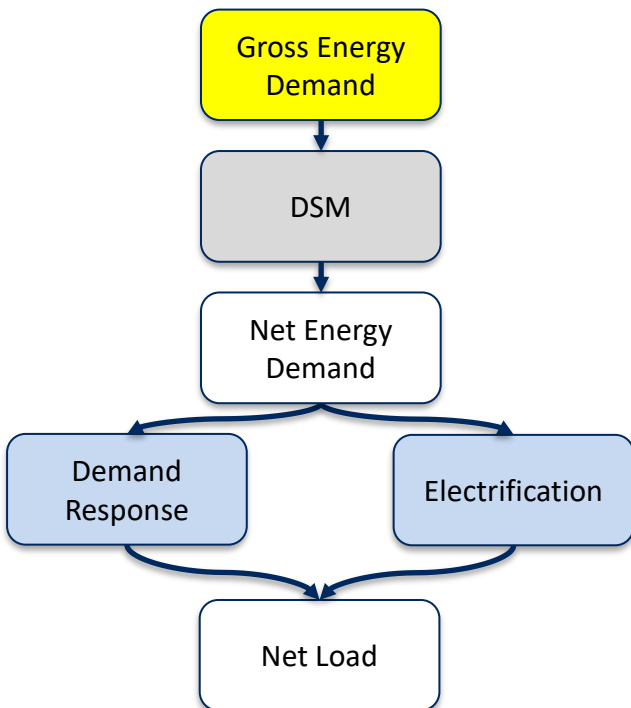 Gross Energy
Demand
DSM
Net Energy
Demand
Demand
Response
Electrification
Net Load